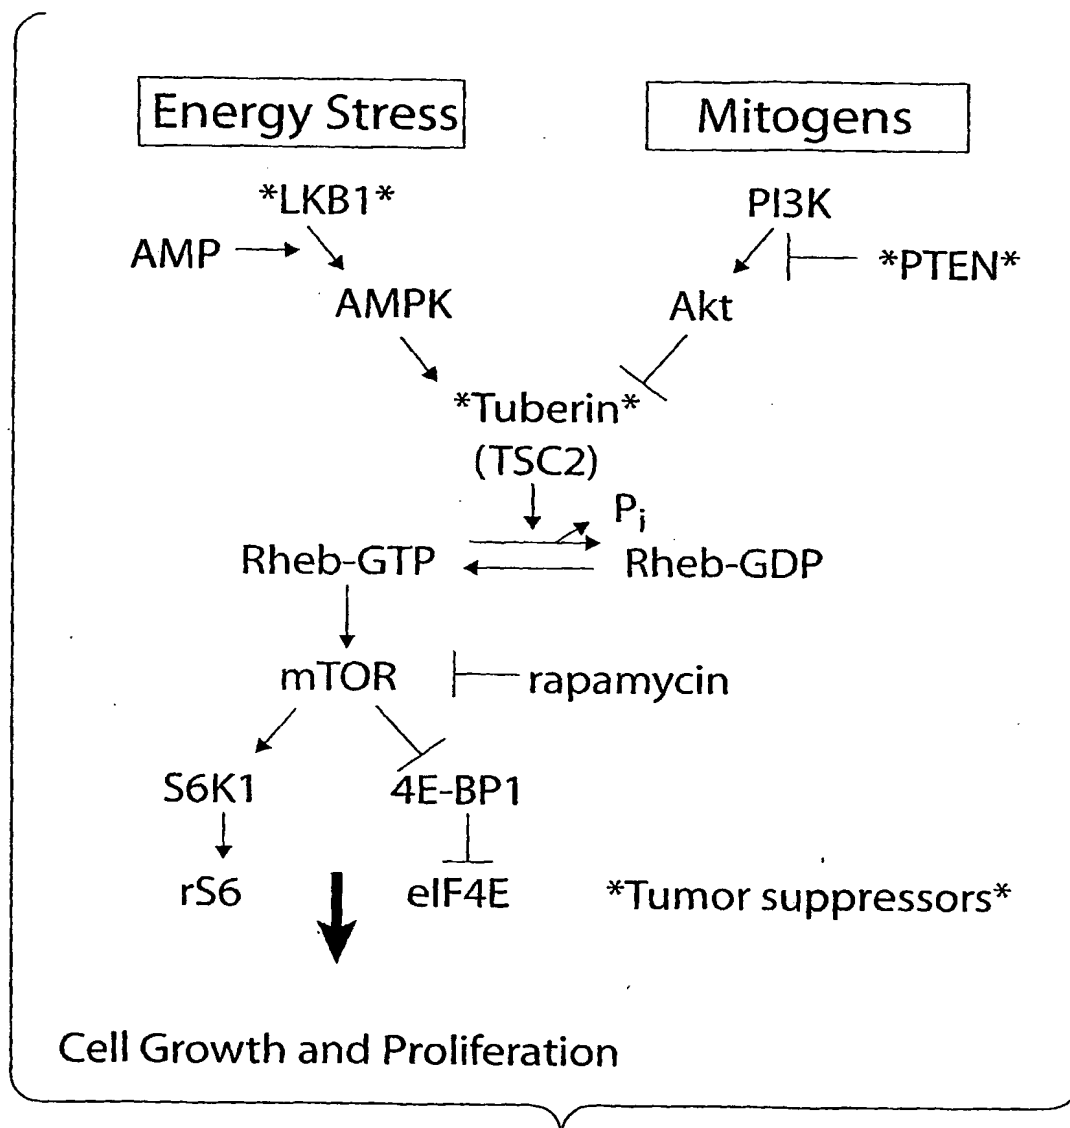 Energy Stress
Mitogens
*LKB1*
PI3K
AMP
*PTEN*
AMPK
Akt
*Tuberin*
(TSC2)
Pi
Rheb-GTP
Rheb-GDP
mTOR
rapamycin
S6K1
4E-BP1
rS6
eIF4E
*Tumor suppressors*
Cell Growth and Proliferation